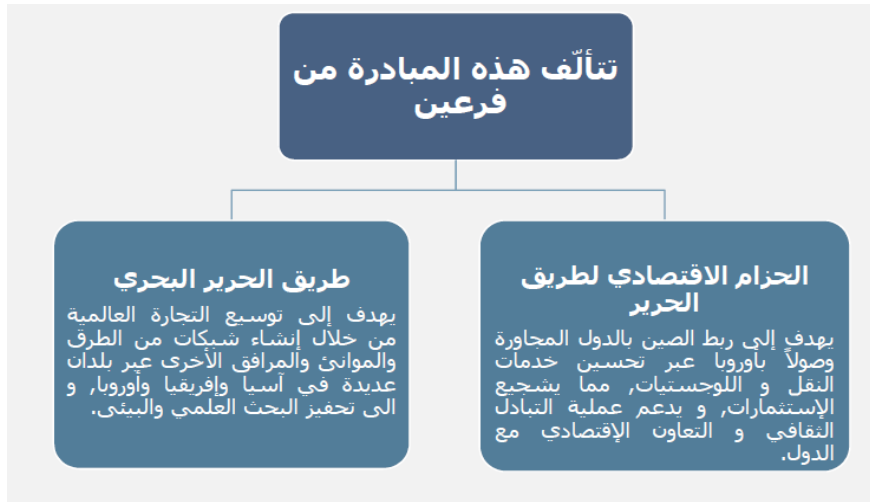 تتألّف هذه المبادرة من
فرعين
الحزام الاقتصادي لطريق
الحرير
يهدف إلى ربط الصين بالدول المجاورة
وصولاً بأوروبا عبر تحسين خدمات
النقل و اللوجستيات, مما يشجيع
الإستثمارات, و يدعم عملية التبادل
الثقافي و التعاون الإقتصادي مع
الدول.
طريق الحرير البحري
يهدف إلى توسيع التجارة العالمية
من خلال إنشاء شبكات من الطرق
والموانئ والمرافق الأخرى عبر بلدان
عديدة في آسيا وإفريقيا وأوروبا, و
الى تحفيز البحث العلمي والبيئي.